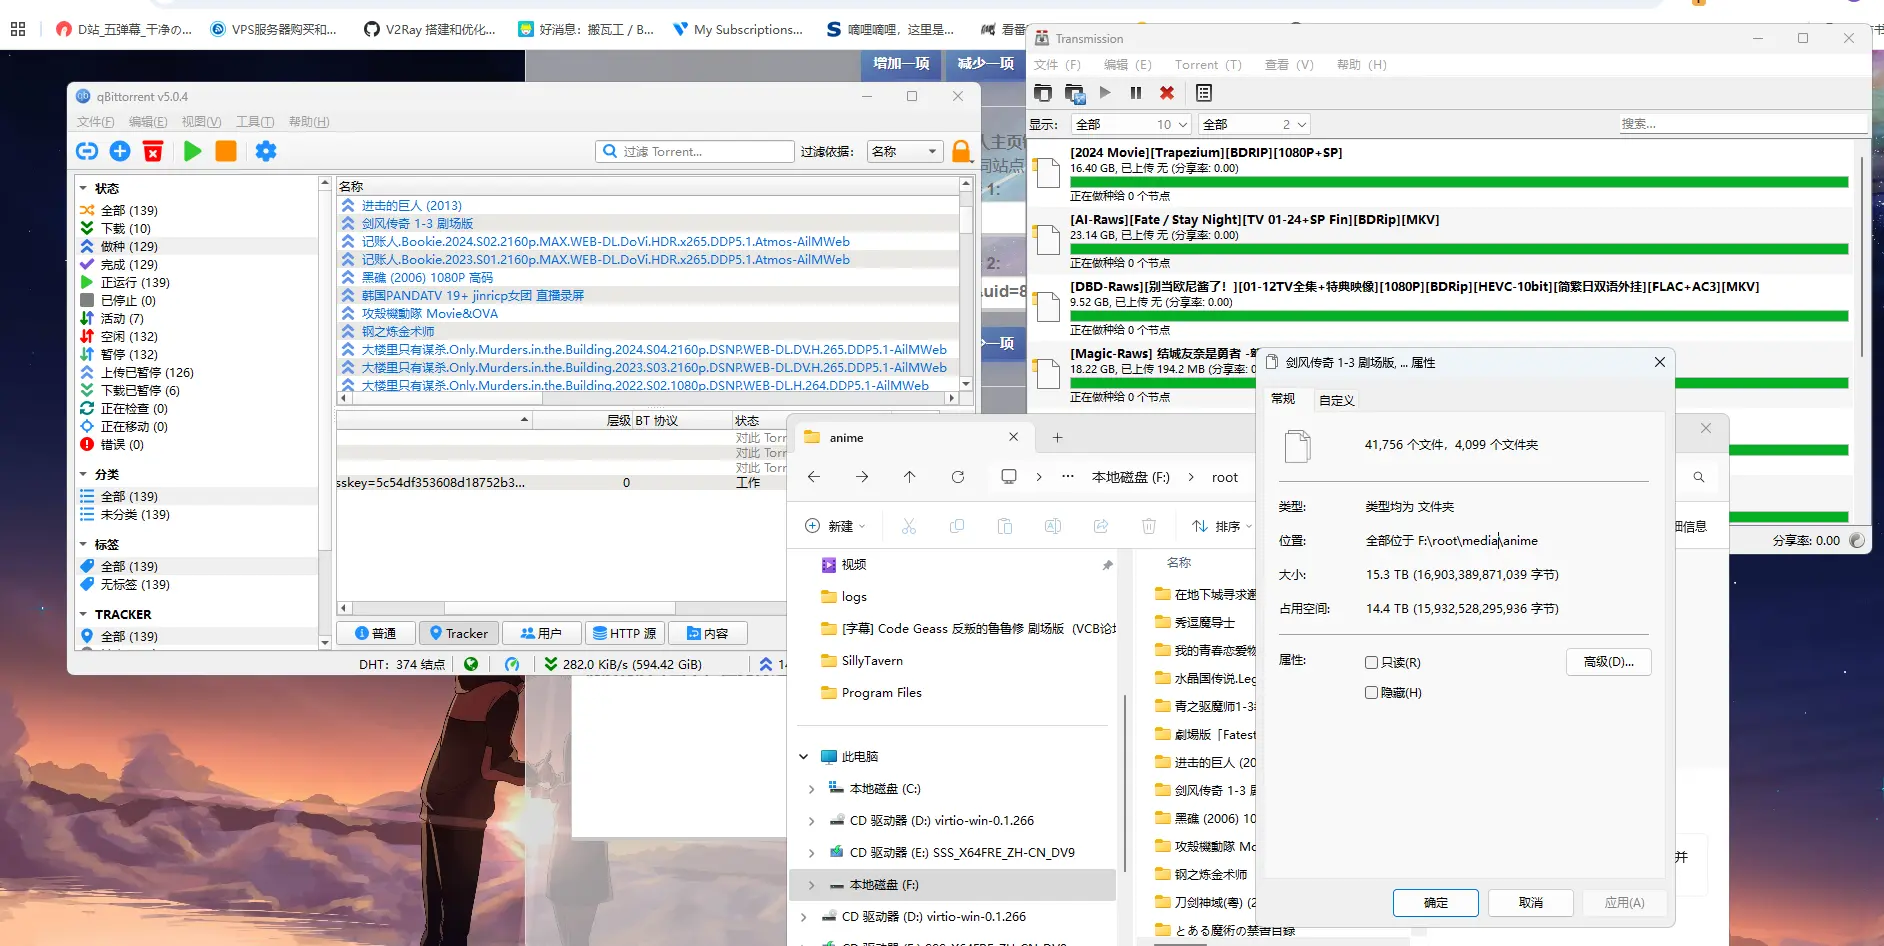 D站_五弹幕_干净の...
VPS服务器购买和...
V2Ray 搭建和优化,...
好消息：搬瓦工 / B...
My Subscriptions...
嘀哩嘀哩，这里是...
看番
增加一项
减少一项
qBittorrent v5.0.4
文件(F) 编辑(E) 视图(V) 工具(T) 帮助(H)
过滤 Torrent...
过滤依据：
名称
状态
全部 (139)
下载 (10)
做种 (129)
完成 (129)
正运行 (139)
已停止 (0)
活动 (7)
空闲 (132)
暂停 (132)
上传已暂停 (126)
下载已暂停 (6)
正在检查 (0)
正在移动 (0)
错误 (0)
分类
全部 (139)
未分类 (139)
标签
全部 (139)
无标签 (139)
TRACKER
全部 (139)
名称
进击的巨人 (2013)
剑风传奇 1-3 剧场版
记账人.Bookie.2024.S02.2160p.MAX.WEB-DL.DoVi.HDR.x265.DDP5.1.Atmos-AilMWeb
记账人.Bookie.2023.S01.2160p.MAX.WEB-DL.DoVi.HDR.x265.DDP5.1.Atmos-AilMWeb
黑礁 (2006) 1080P 高码
韩国PANDATV 19+ jinricp女团 直播录屏
攻殻機動隊 Movie&OVA
钢之炼金术师
大楼里只有谋杀.Only.Murders.in.the.Building.2024.S04.2160p.DSNP.WEB-DL.DV.H.265.DDP5.1-AilMWeb
大楼里只有谋杀.Only.Murders.in.the.Building.2023.S03.2160p.DSNP.WEB-DL.DV.H.265.DDP5.1-AilMWeb
大楼里只有谋杀.Only.Murders.in.the.Building.2022.S02.1080p.DSNP.WEB-DL.H.264.DDP5.1-AilMWeb
层级 BT 协议 状态
对此 Torr
对此 Torr
对此 Torr
sskey=5c54df353608d18752b3... 0 工作
普通 Tracker 用户 HTTP 源 内容
DHT：374 结点 282.0 KiB/s (594.42 GiB)
人主页
同站点
1:
2:
&uid=8
一项
Transmission
文件 (F) 编辑 (E) Torrent (T) 查看 (V) 帮助 (H)
显示： 全部 10 全部 2
搜索...
[2024 Movie][Trapezium][BDRIP][1080P+SP]
16.40 GB, 已上传 无 (分享率: 0.00)
正在做种给 0 个节点
[AI-Raws][Fate / Stay Night][TV 01-24+SP Fin][BDRip][MKV]
23.14 GB, 已上传 无 (分享率: 0.00)
正在做种给 0 个节点
[DBD-Raws][别当欧尼酱了！][01-12TV全集+特典映像][1080P][BDRip][HEVC-10bit][简繁日双语外挂][FLAC+AC3][MKV]
9.52 GB, 已上传 无 (分享率: 0.00)
正在做种给 0 个节点
[Magic-Raws] 结城友奈是勇者
18.22 GB, 已上传 194.2 MB (分享率: 0
正在做种给 0 个节点
分享率: 0.00
anime
本地磁盘 (F:) root
新建
排序
细信息
视频
logs
[字幕] Code Geass 反叛的鲁鲁修 剧场版（VCB论坛
SillyTavern
Program Files
此电脑
本地磁盘 (C:)
CD 驱动器 (D:) virtio-win-0.1.266
CD 驱动器 (E:) SSS_X64FRE_ZH-CN_DV9
本地磁盘 (F:)
CD 驱动器 (D:) virtio-win-0.1.266
CD 驱动器 (E:) SSS_X64FRE_ZH-CN_DV9
名称
在地下城寻求邂
秀逗魔导士
我的青春恋爱物
水晶国传说.Leg
青之驱魔师1-3
劇場版「Fatest
进击的巨人 (20
剑风传奇 1-3 剧
黑礁 (2006) 10
攻殻機動隊 Mo
钢之炼金术师
刀剑神域(粤) (2
とある魔術の禁書目録
剑风传奇 1-3 剧场版, ... 属性
常规 自定义
41,756 个文件，4,099 个文件夹
类型: 类型均为 文件夹
位置: 全部位于 F:\root\media\anime
大小: 15.3 TB (16,903,389,871,039 字节)
占用空间: 14.4 TB (15,932,528,295,936 字节)
属性: 只读(R) 高级(D)...
隐藏(H)
确定 取消 应用(A)
并